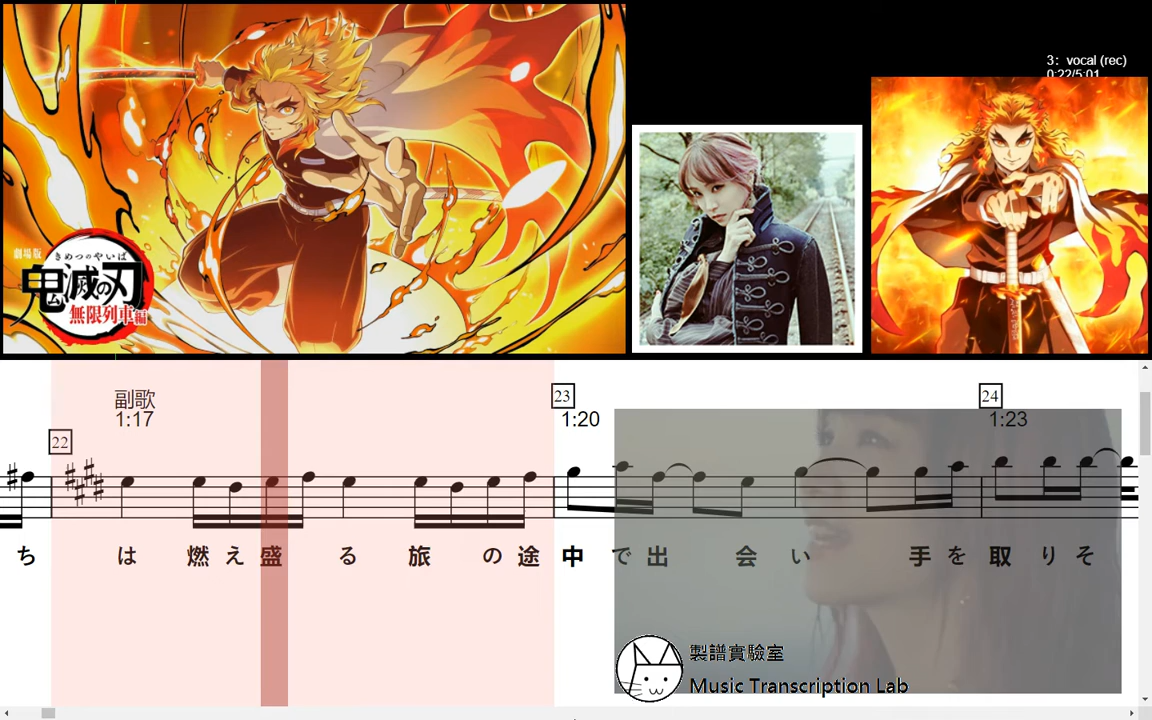 3: vocal (rec)
0:22/5:01
劇場版
きめつのやいば
鬼滅の刃
無限列車編
副歌
1:17
22
23
1:20
24
1:23
ち は 燃 え 盛 る 旅 の 途 中 で 出 会 い 手 を 取 り そ
製譜實驗室
Music Transcription Lab